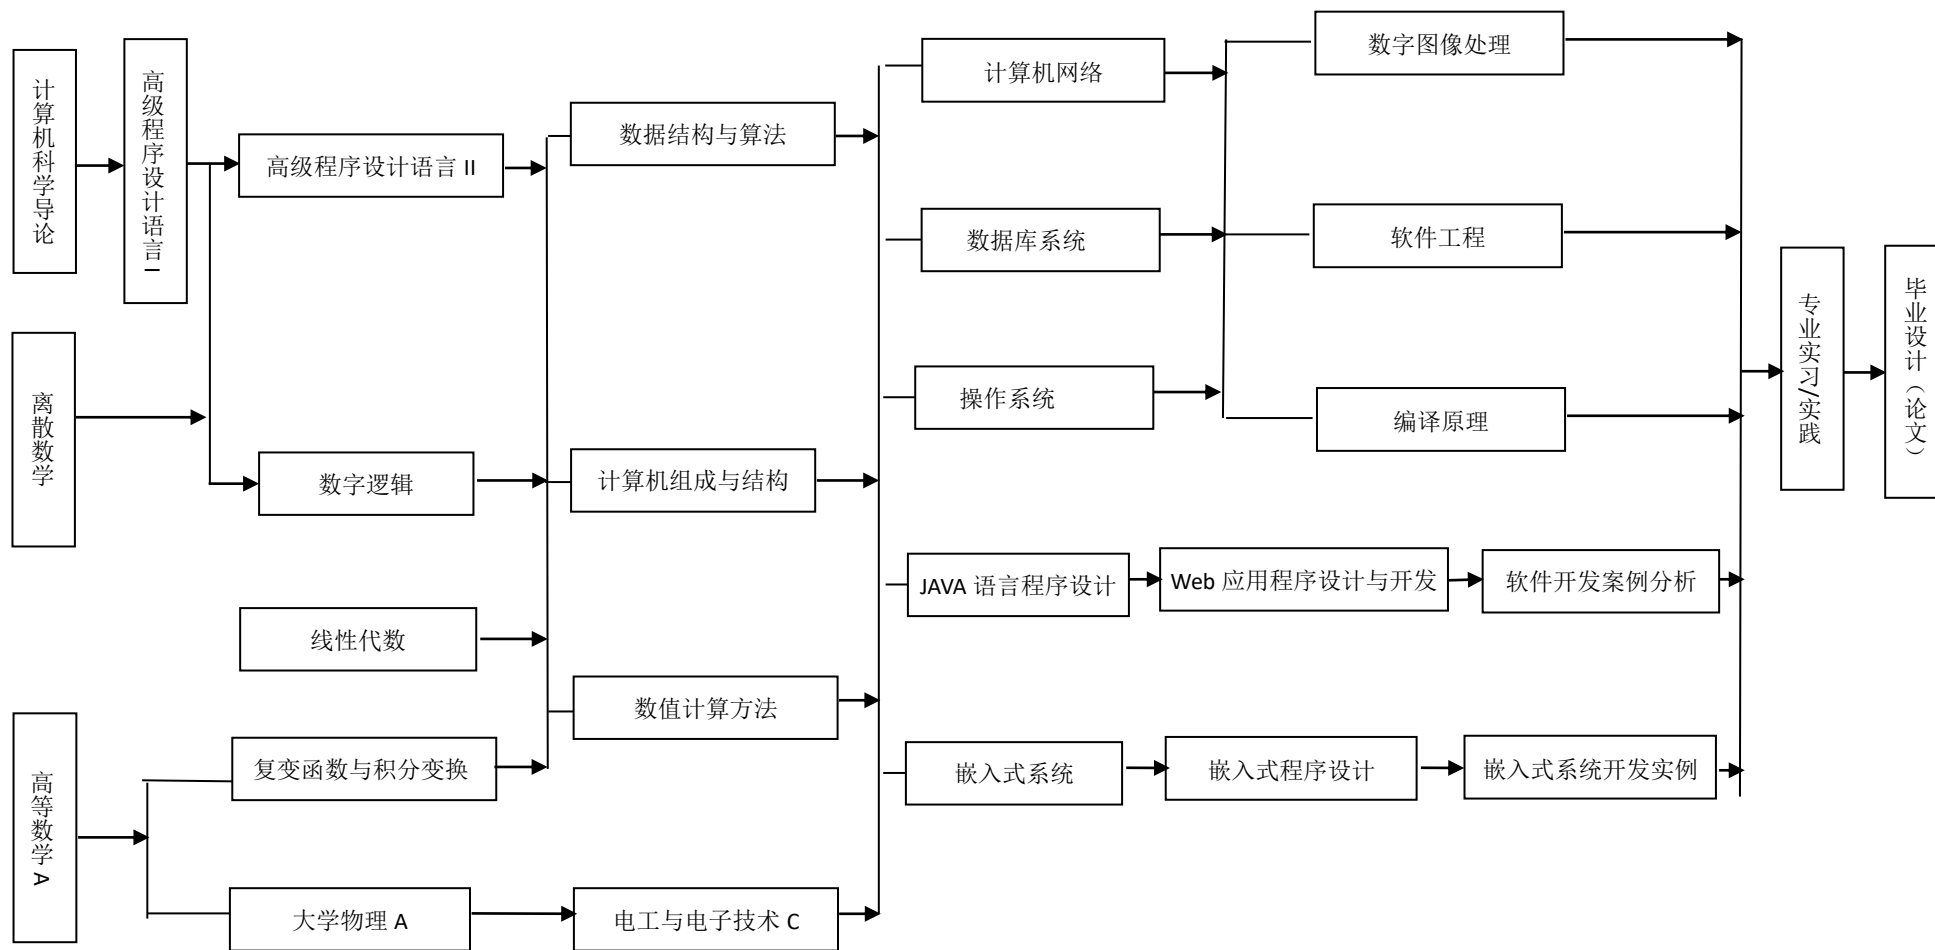 计算机科学导论
高级程序设计语言 I
离散数学
高等数学 A
高级程序设计语言 II
数字逻辑
线性代数
复变函数与积分变换
大学物理 A
数据结构与算法
计算机组成与结构
数值计算方法
电工与电子技术 C
计算机网络
数据库系统
操作系统
JAVA 语言程序设计
嵌入式系统
Web 应用程序设计与开发
嵌入式程序设计
数字图像处理
软件工程
编译原理
软件开发案例分析
嵌入式系统开发实例
专业实习/实践
毕业设计（论文）